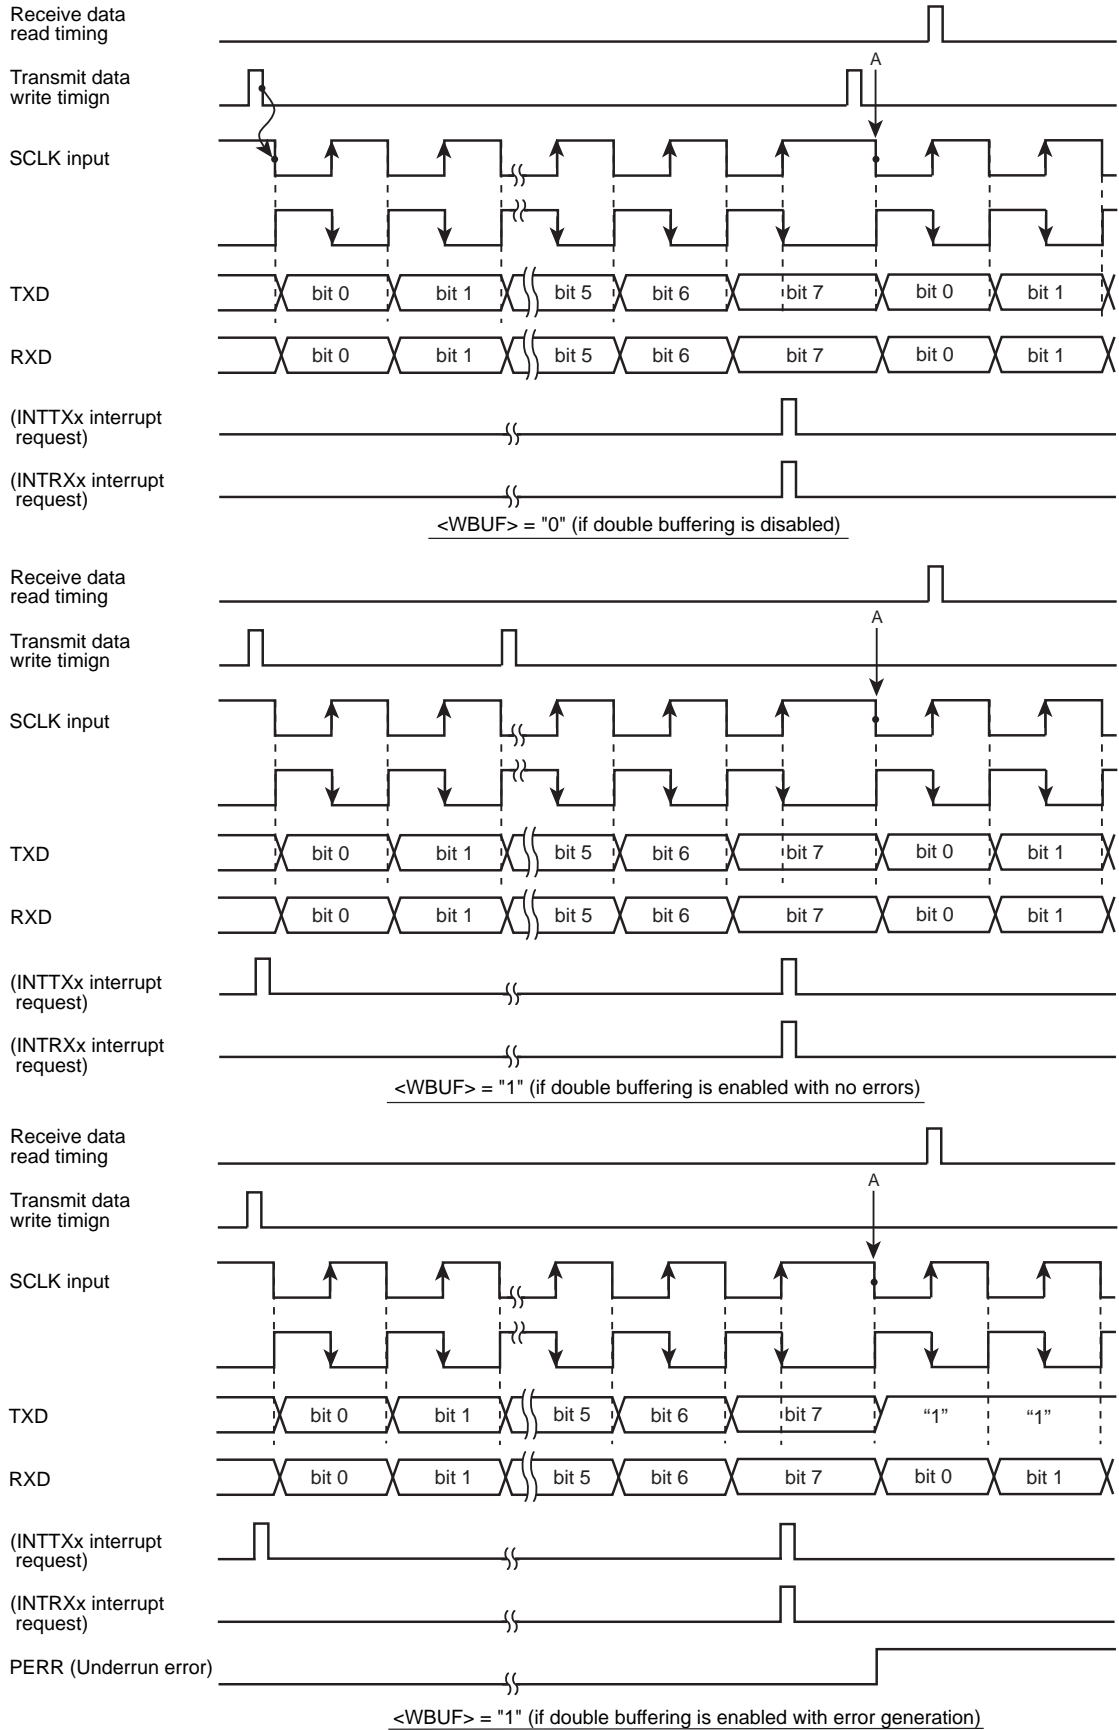 Receive data
read timing
A
Transmit data
write timign
SCLK input
TXD bit 0 bit 1 bit 5 bit 6 bit 7 bit 0 bit 1
RXD bit 0 bit 1 bit 5 bit 6 bit 7 bit 0 bit 1
(INTTXx interrupt
request)
(INTRXx interrupt
request)
<WBUF> = "0" (if double buffering is disabled)
Receive data
read timing
A
Transmit data
write timign
SCLK input
TXD bit 0 bit 1 bit 5 bit 6 bit 7 bit 0 bit 1
RXD bit 0 bit 1 bit 5 bit 6 bit 7 bit 0 bit 1
(INTTXx interrupt
request)
(INTRXx interrupt
request)
<WBUF> = "1" (if double buffering is enabled with no errors)
Receive data
read timing
A
Transmit data
write timign
SCLK input
TXD bit 0 bit 1 bit 5 bit 6 bit 7 “1” “1”
RXD bit 0 bit 1 bit 5 bit 6 bit 7 bit 0 bit 1
(INTTXx interrupt
request)
(INTRXx interrupt
request)
PERR (Underrun error)
<WBUF> = "1" (if double buffering is enabled with error generation)